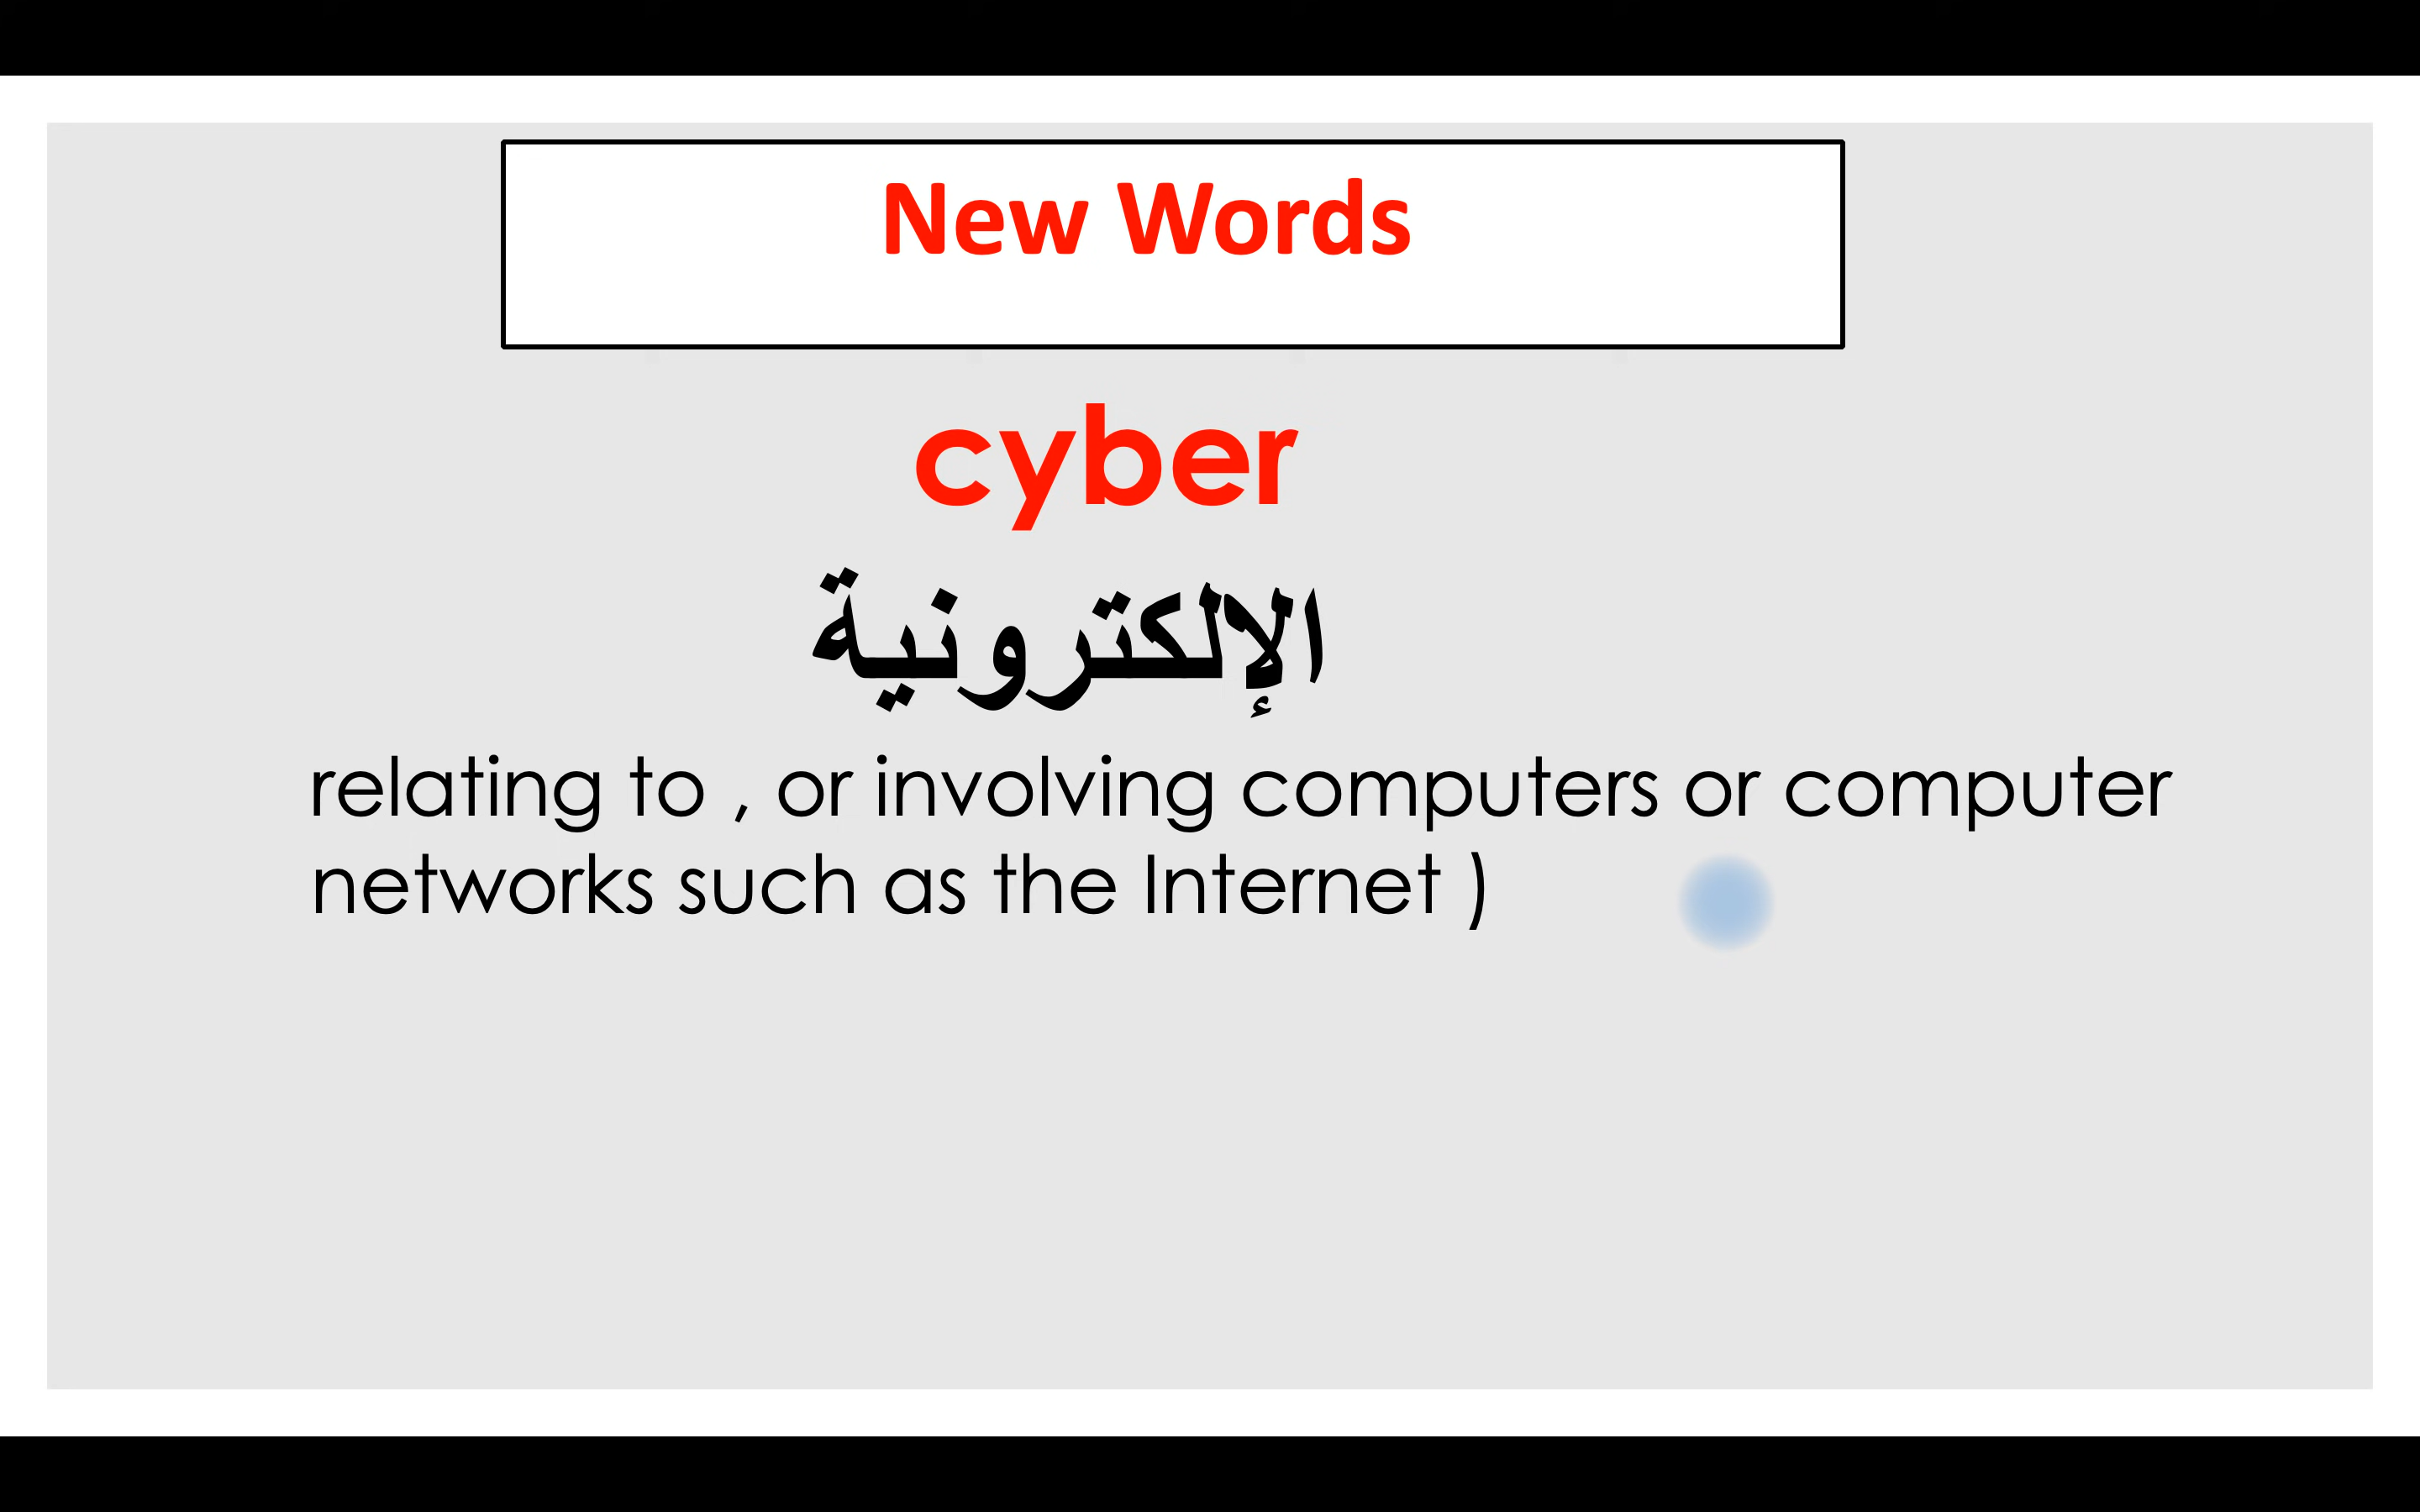 New Words
cyber
الإلكترونية
relating to , or involving computers or computer
networks such as the Internet )